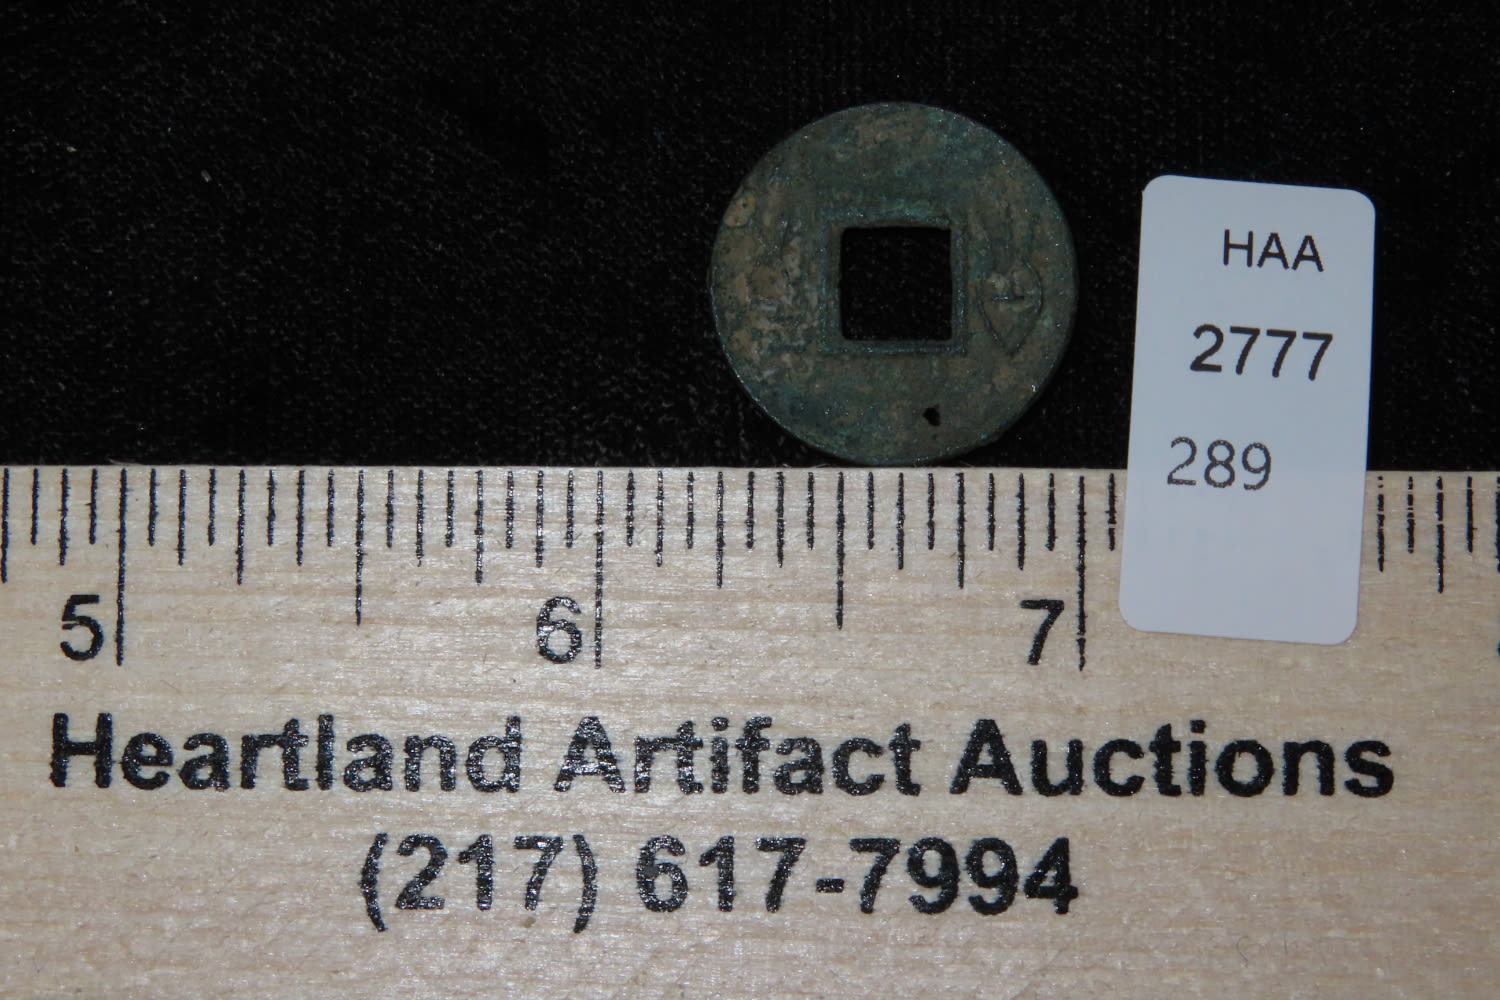 HAA
2777
289
5 6 7
Heartland Artifact Auctions
(217) 617-7994